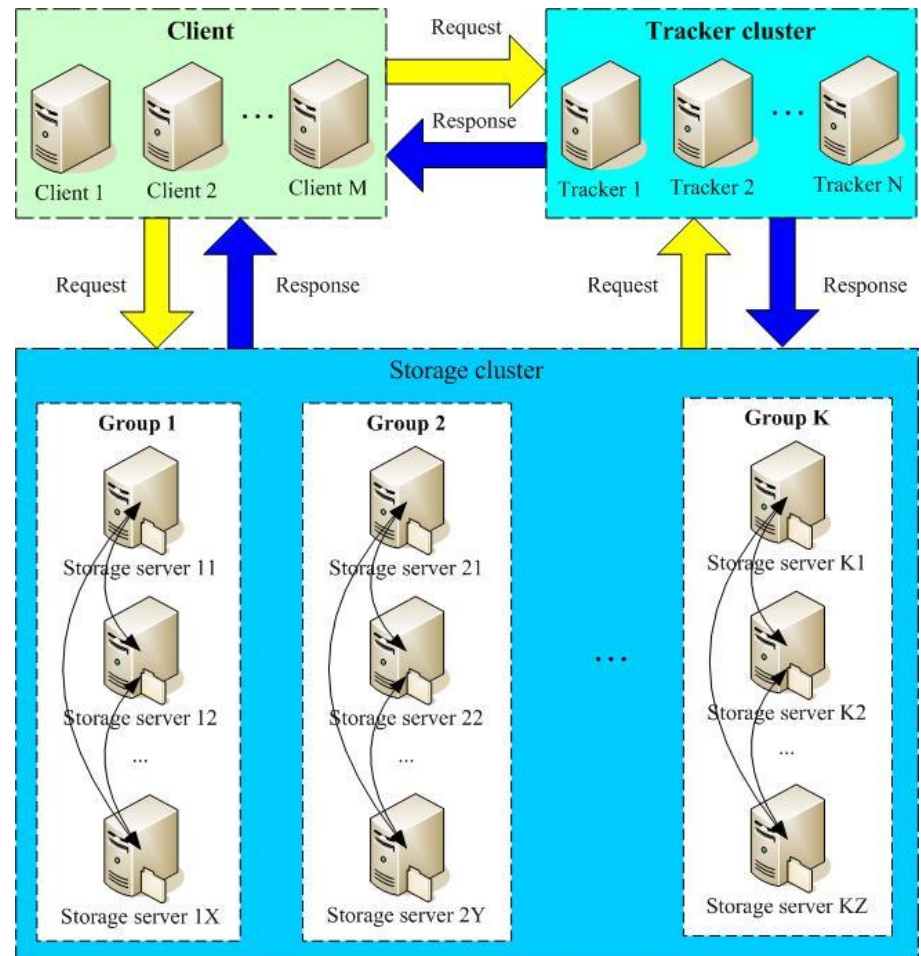 Client
Request
Tracker cluster
...
...
Response
Client 1
Client 2
Client M
Tracker 1
Tracker 2
Tracker N
Request
Response
Request
Response
Storage cluster
Group 1
Group 2
Group K
Storage server 11
Storage server 21
Storage server K1
...
Storage server 12
Storage server 22
Storage server K2
...
...
...
Storage server 1X
Storage server 2Y
Storage server KZ